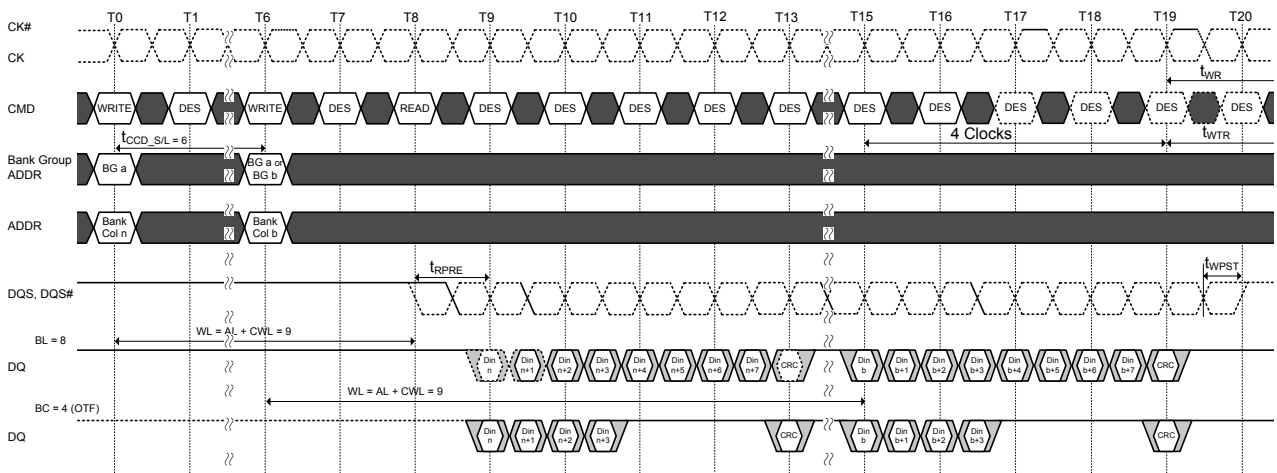 T0 T1 T6 T7 T8 T9 T10 T11 T12 T13 T15 T16 T17 T18 T19 T20
CK#
CK
tWR
CMD WRITE DES WRITE DES READ DES DES DES DES DES DES DES DES DES DES DES
tCCD_S/L = 6
4 Clocks
tWTR
Bank Group
ADDR
BG a
BG a or
BG b
ADDR
Bank
Col n
Bank
Col b
tRPRE
tWPST
DQS, DQS#
WL = AL + CWL = 9
BL = 8
DQ
Din n Din n+1 Din n+2 Din n+3 Din n+4 Din n+5 Din n+6 Din n+7 CRC Din b Din b+1 Din b+2 Din b+3 Din b+4 Din b+5 Din b+6 Din b+7 CRC
WL = AL + CWL = 9
BC = 4 (OTF)
DQ
Din n Din n+1 Din n+2 Din n+3 CRC Din b Din b+1 Din b+2 Din b+3 CRC